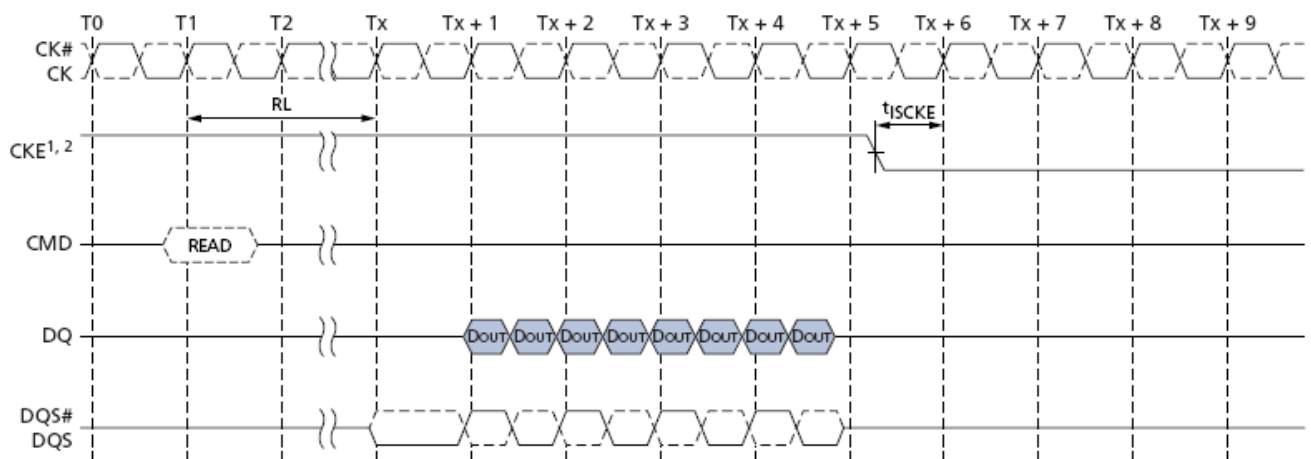 T0 T1 T2 Tx Tx + 1 Tx + 2 Tx + 3 Tx + 4 Tx + 5 Tx + 6 Tx + 7 Tx + 8 Tx + 9
CK#
CK
RL
tISCKE
CKE1, 2
CMD
READ
DQ
DOUT DOUT DOUT DOUT DOUT DOUT DOUT DOUT
DQS#
DQS